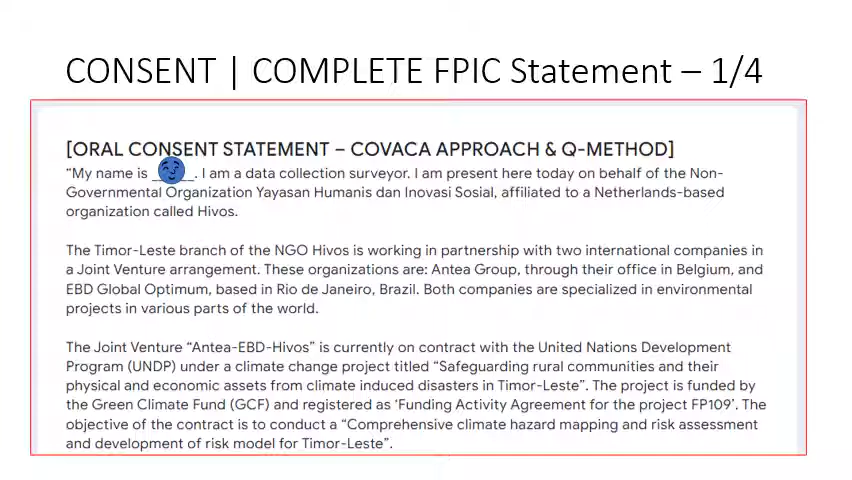 CONSENT | COMPLETE FPIC Statement – 1/4
[ORAL CONSENT STATEMENT – COVACA APPROACH & Q-METHOD]
“My name is ______. I am a data collection surveyor. I am present here today on behalf of the Non-
Governmental Organization Yayasan Humanis dan Inovasi Sosial, affiliated to a Netherlands-based
organization called Hivos.
The Timor-Leste branch of the NGO Hivos is working in partnership with two international companies in
a Joint Venture arrangement. These organizations are: Antea Group, through their office in Belgium, and
EBD Global Optimum, based in Rio de Janeiro, Brazil. Both companies are specialized in environmental
projects in various parts of the world.
The Joint Venture “Antea-EBD-Hivos” is currently on contract with the United Nations Development
Program (UNDP) under a climate change project titled “Safeguarding rural communities and their
physical and economic assets from climate induced disasters in Timor-Leste”. The project is funded by
the Green Climate Fund (GCF) and registered as ‘Funding Activity Agreement for the project FP109’. The
objective of the contract is to conduct a “Comprehensive climate hazard mapping and risk assessment
and development of risk model for Timor-Leste”.